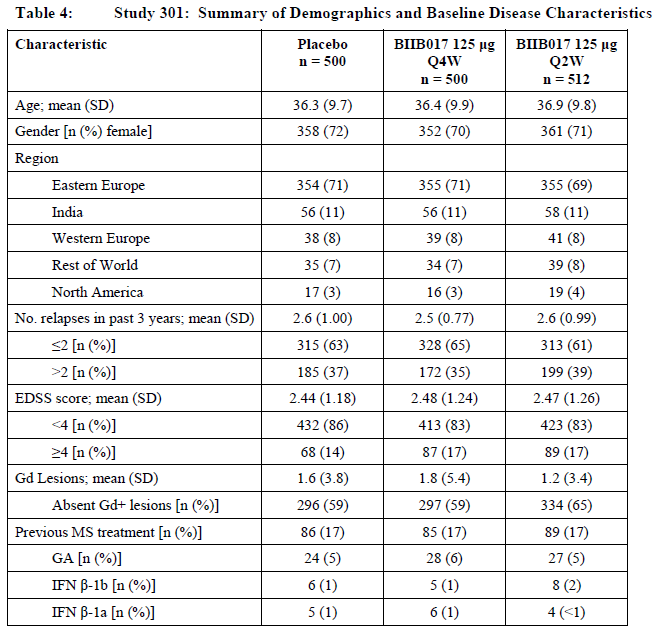 Table 4: Study 301: Summary of Demographics and Baseline Disease Characteristics
Characteristic Placebo n = 500 BIIB017 125 µg Q4W n = 500 BIIB017 125 µg Q2W n = 512
Age; mean (SD) 36.3 (9.7) 36.4 (9.9) 36.9 (9.8)
Gender [n (%) female] 358 (72) 352 (70) 361 (71)
Region
Eastern Europe 354 (71) 355 (71) 355 (69)
India 56 (11) 56 (11) 58 (11)
Western Europe 38 (8) 39 (8) 41 (8)
Rest of World 35 (7) 34 (7) 39 (8)
North America 17 (3) 16 (3) 19 (4)
No. relapses in past 3 years; mean (SD) 2.6 (1.00) 2.5 (0.77) 2.6 (0.99)
≤2 [n (%)] 315 (63) 328 (65) 313 (61)
>2 [n (%)] 185 (37) 172 (35) 199 (39)
EDSS score; mean (SD) 2.44 (1.18) 2.48 (1.24) 2.47 (1.26)
<4 [n (%)] 432 (86) 413 (83) 423 (83)
≥4 [n (%)] 68 (14) 87 (17) 89 (17)
Gd Lesions; mean (SD) 1.6 (3.8) 1.8 (5.4) 1.2 (3.4)
Absent Gd+ lesions [n (%)] 296 (59) 297 (59) 334 (65)
Previous MS treatment [n (%)] 86 (17) 85 (17) 89 (17)
GA [n (%)] 24 (5) 28 (6) 27 (5)
IFN β-1b [n (%)] 6 (1) 5 (1) 8 (2)
IFN β-1a [n (%)] 5 (1) 6 (1) 4 (<1)